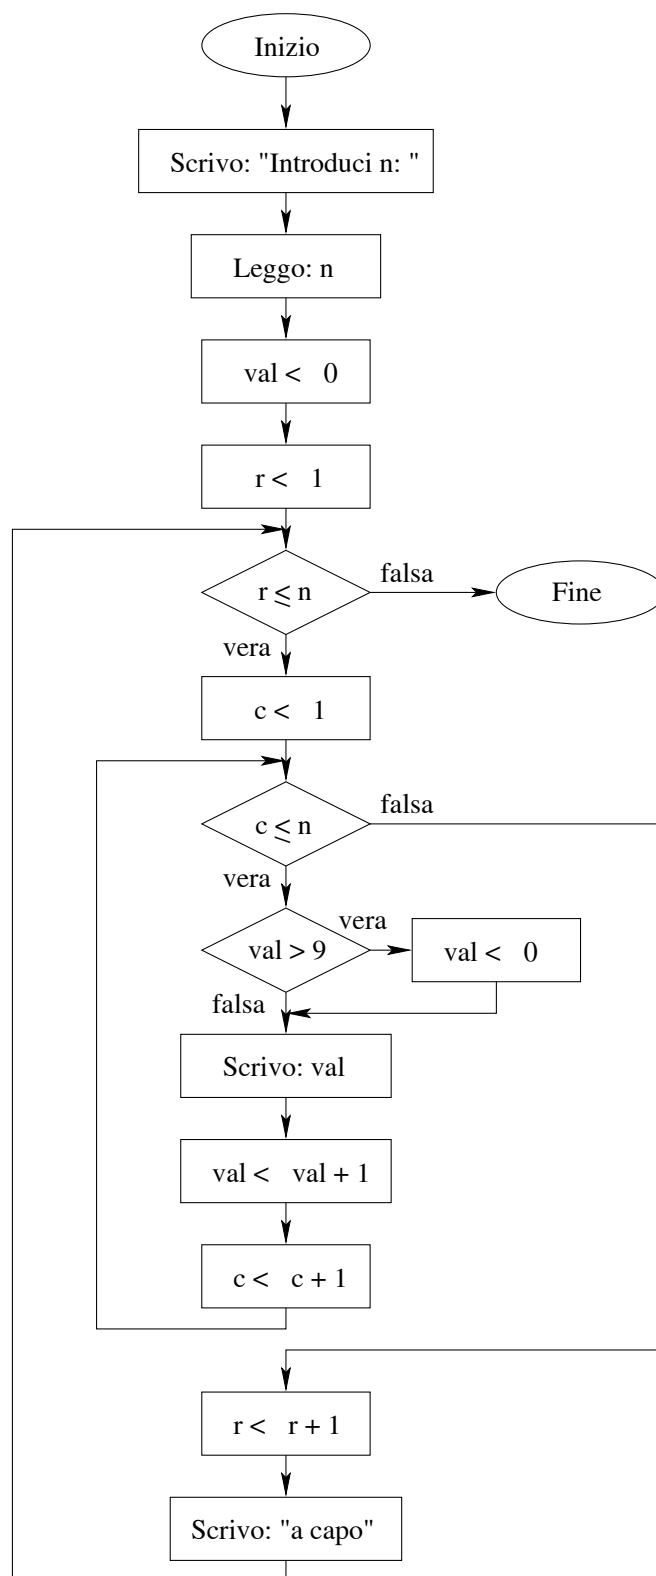 Inizio
Scrivo: "Introduci n: "
Leggo: n
val < 0
r < 1
r ≤ n
falsa
Fine
vera
c < 1
falsa
c ≤ n
vera
vera
val > 9
val < 0
falsa
Scrivo: val
val < val + 1
c < c + 1
r < r + 1
Scrivo: "a capo"